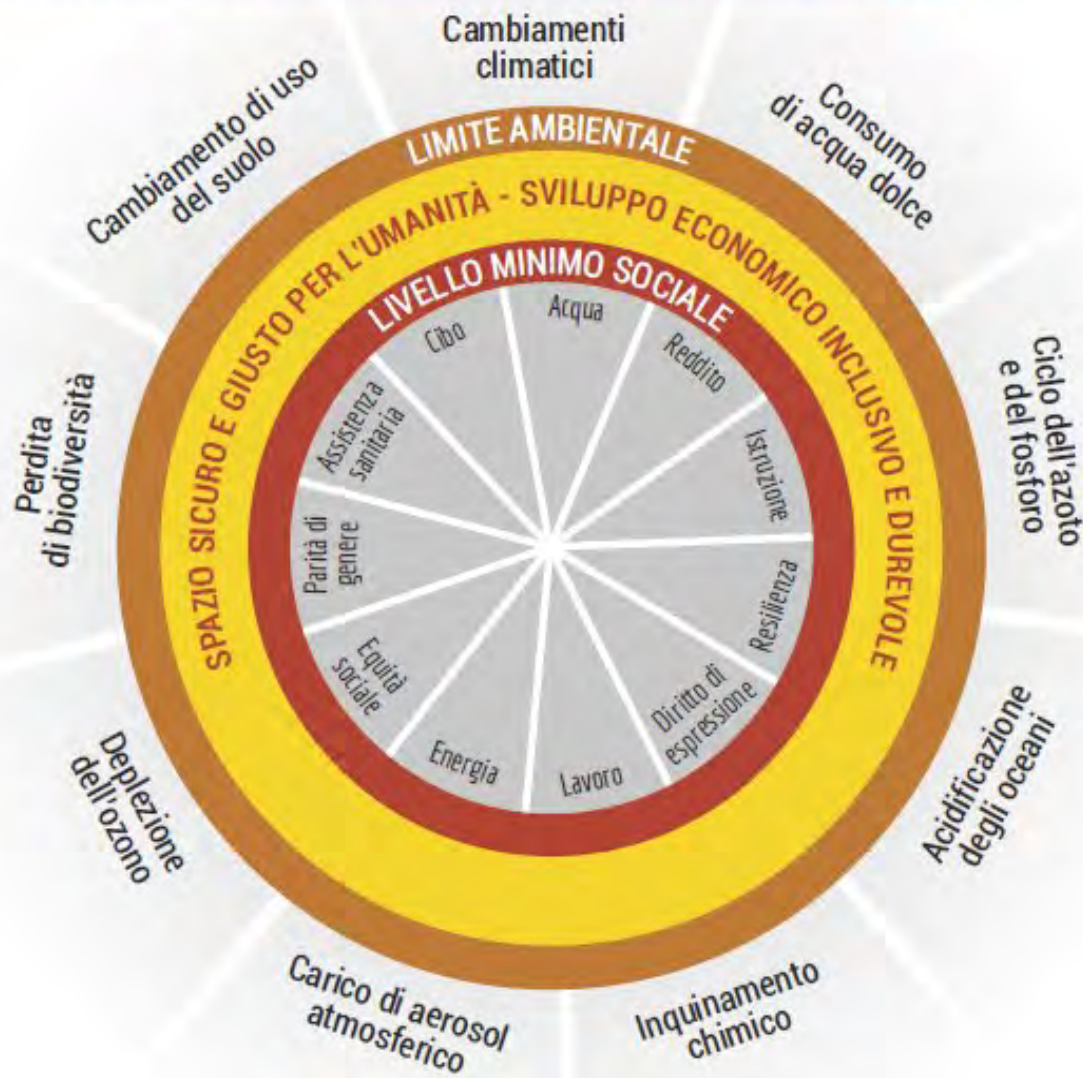 Cambiamenti
climatici
Consumo
di acqua dolce
Ciclo dell'azoto
e del fosforo
Acidificazione
degli oceani
Inquinamento
chimico
Carico di aerosol
atmosferico
Deplezione
dell'ozono
Perdita
di biodiversità
Cambiamento di uso
del suolo
LIMITE AMBIENTALE
SPAZIO SICURO E GIUSTO PER L'UMANITÀ - SVILUPPO ECONOMICO INCLUSIVO E DUREVOLE
LIVELLO MINIMO SOCIALE
Acqua
Reddito
Istruzione
Resilienza
Diritto di
espressione
Lavoro
Energia
Equità
sociale
Parità di
genere
Assistenza
sanitaria
Cibo